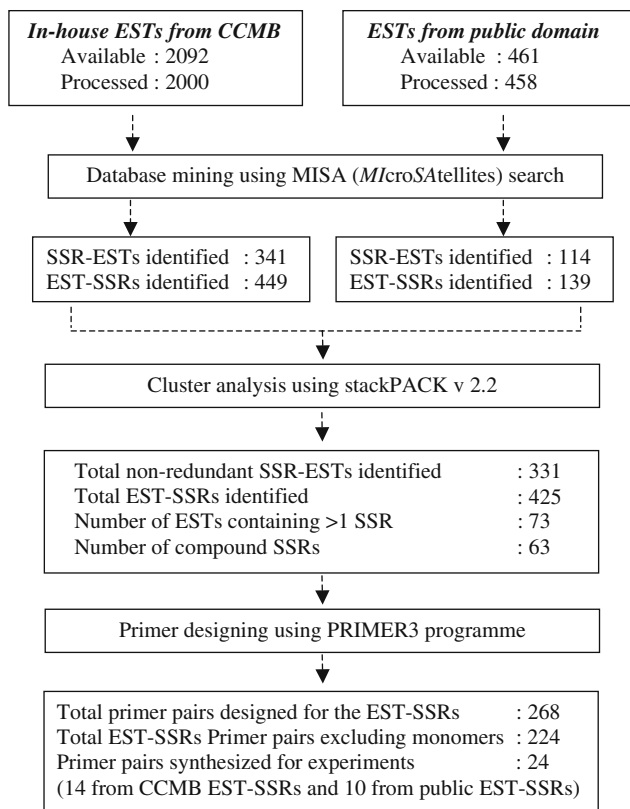 In-house ESTs from CCMB
Available : 2092
Processed : 2000
ESTs from public domain
Available : 461
Processed : 458
Database mining using MISA (MIcroSAtellites) search
SSR-ESTs identified : 341
EST-SSRs identified : 449
SSR-ESTs identified : 114
EST-SSRs identified : 139
Cluster analysis using stackPACK v 2.2
Total non-redundant SSR-ESTs identified : 331
Total EST-SSRs identified : 425
Number of ESTs containing >1 SSR : 73
Number of compound SSRs : 63
Primer designing using PRIMER3 programme
Total primer pairs designed for the EST-SSRs : 268
Total EST-SSRs Primer pairs excluding monomers : 224
Primer pairs synthesized for experiments : 24
(14 from CCMB EST-SSRs and 10 from public EST-SSRs)